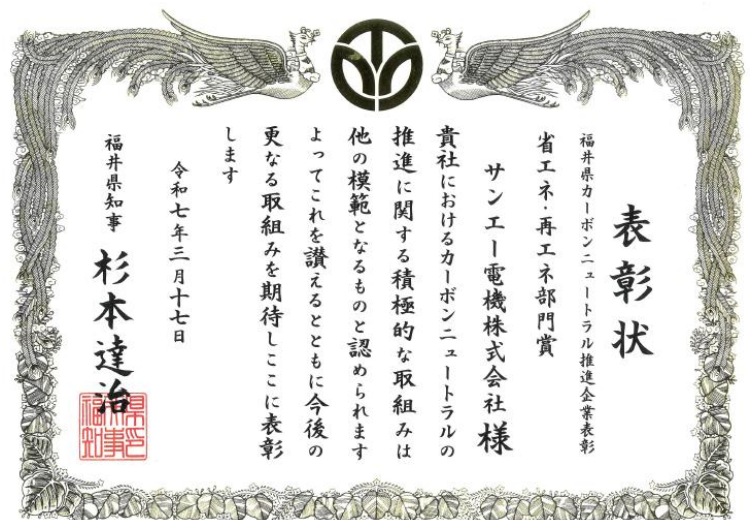 表彰状
福井県カーボンニュートラル推進企業表彰
省エネ・再エネ部門賞
サンエー電機株式会社様
貴社におけるカーボンニュートラルの
推進に関する積極的な取組みは
他の模範となるものと認められます
よってこれを讃えるとともに今後の
更なる取組みを期待しここに表彰
します
令和七年三月十七日
福井県知事 杉本達治